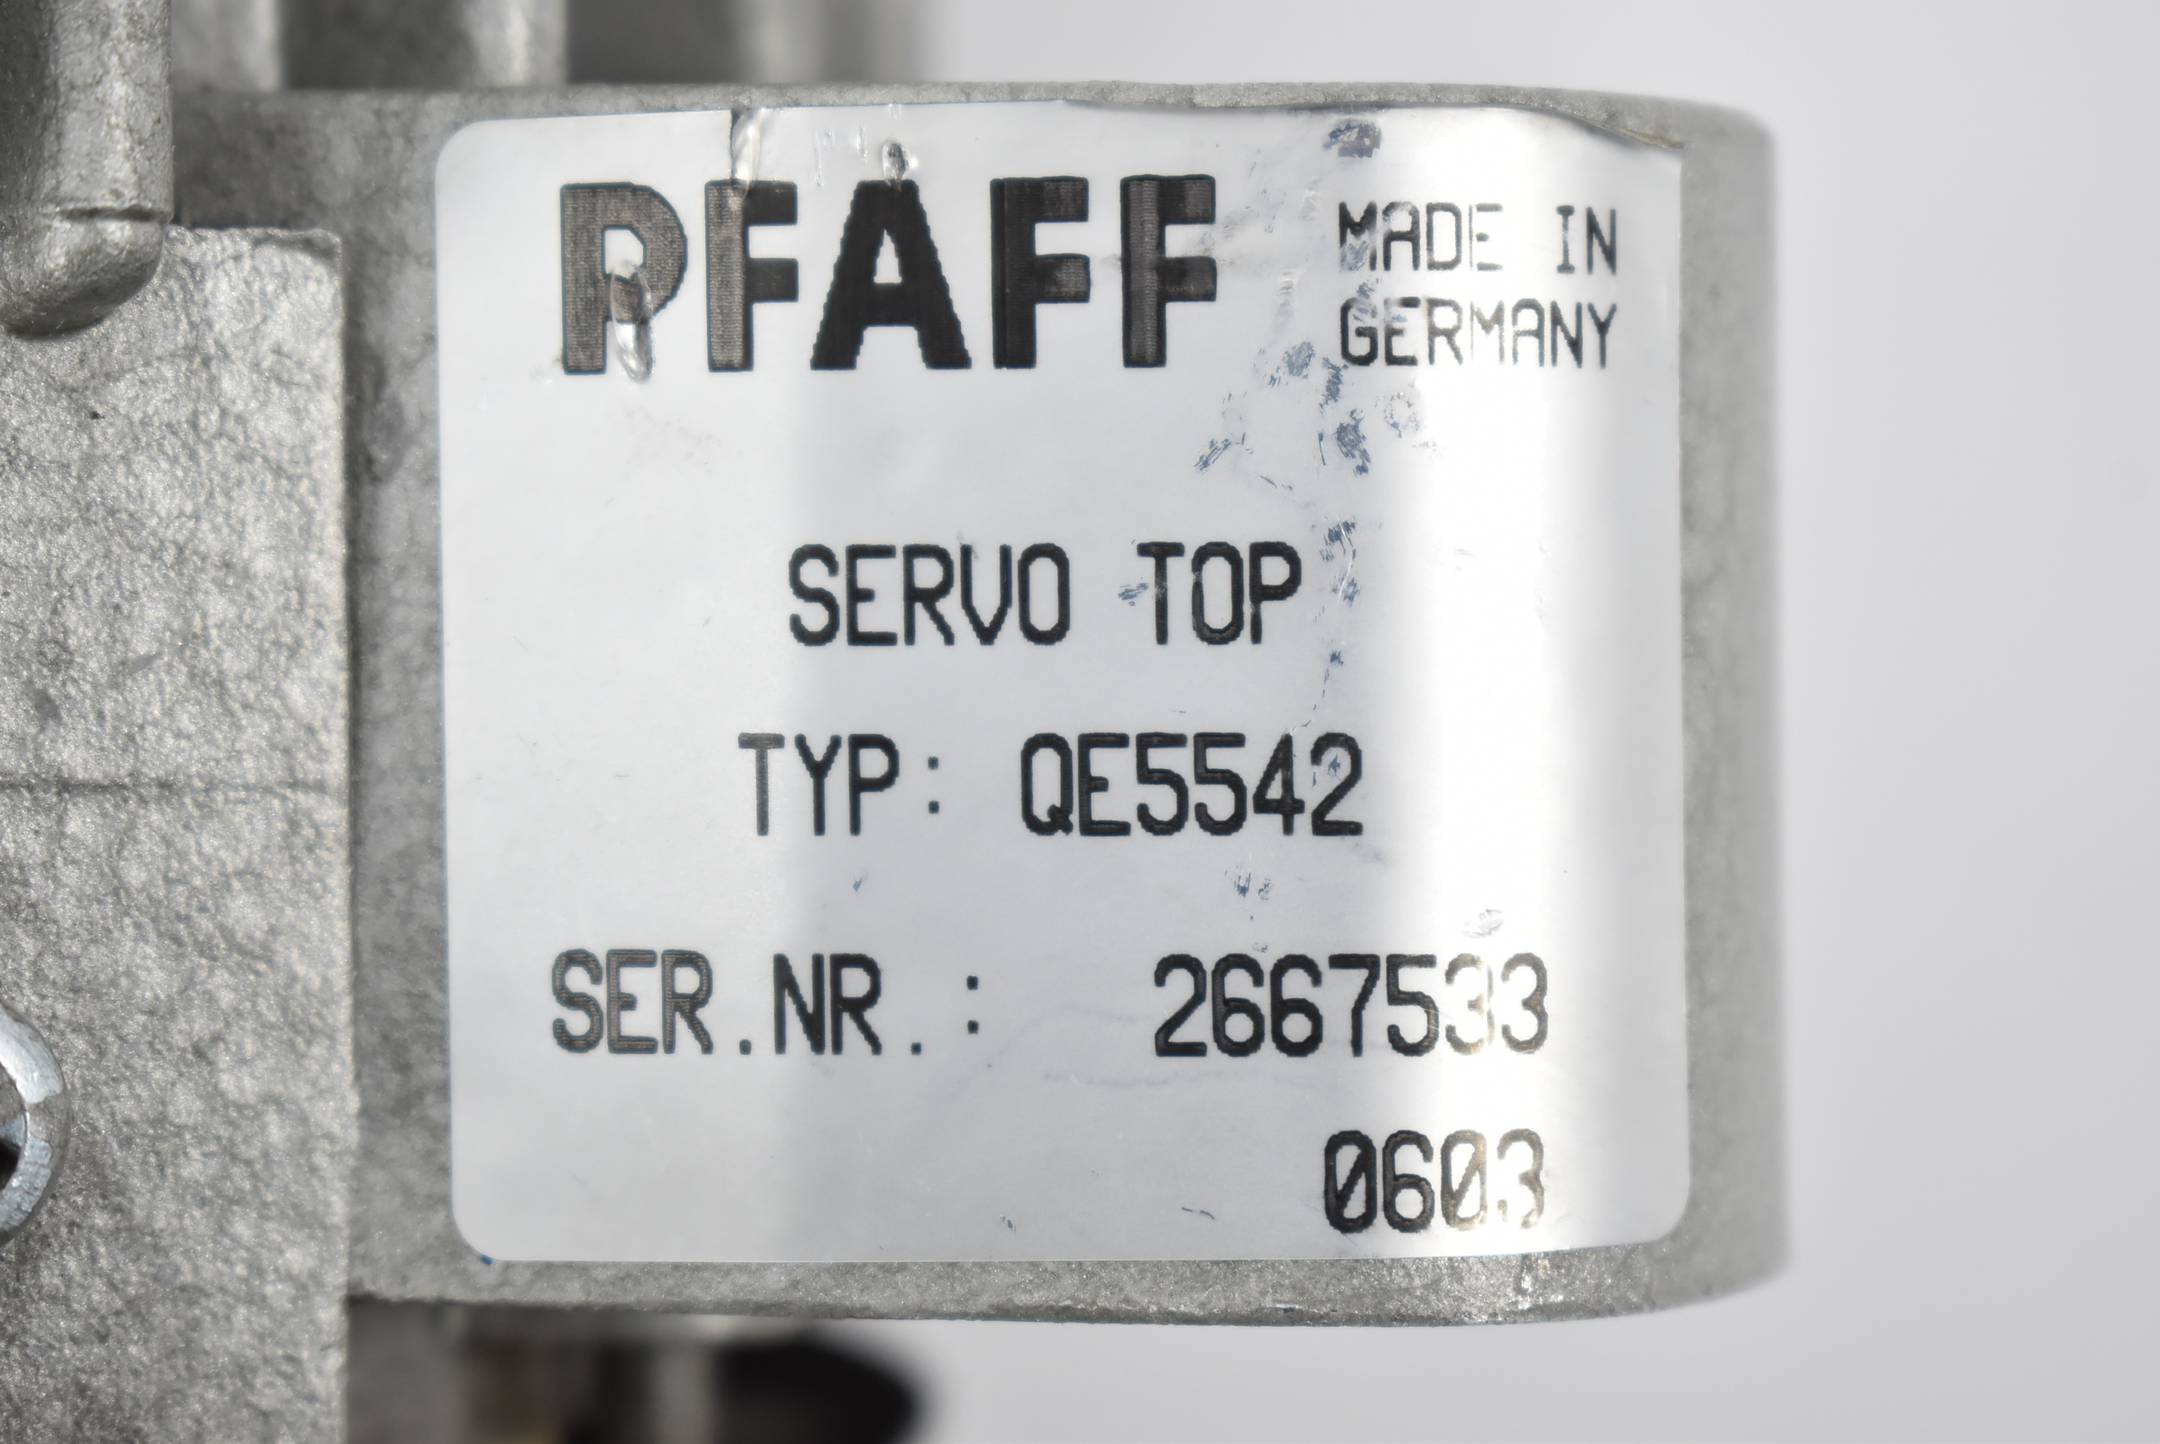 PFAFF
MADE IN
GERMANY
SERVO TOP
TYP: QE5542
SER.NR.: 2667533
0603